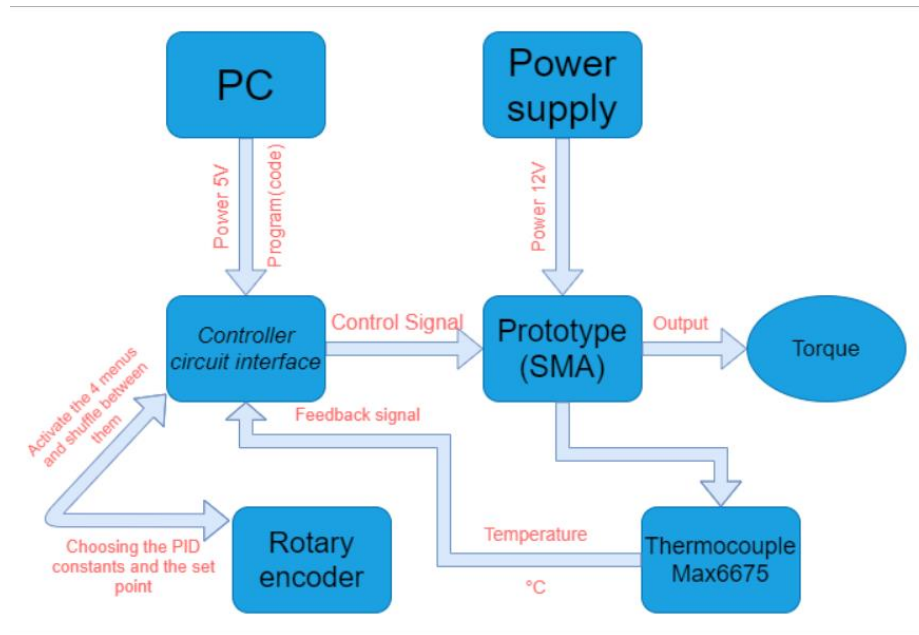 PC
Power
supply
Power 5V
Program(code)
Power 12V
Controller
circuit interface
Control Signal
Prototype
(SMA)
Output
Torque
Activate the 4 menus
and shuffle between
them
Feedback signal
Choosing the PID
constants and the set
point
Rotary
encoder
Temperature
°C
Thermocouple
Max6675